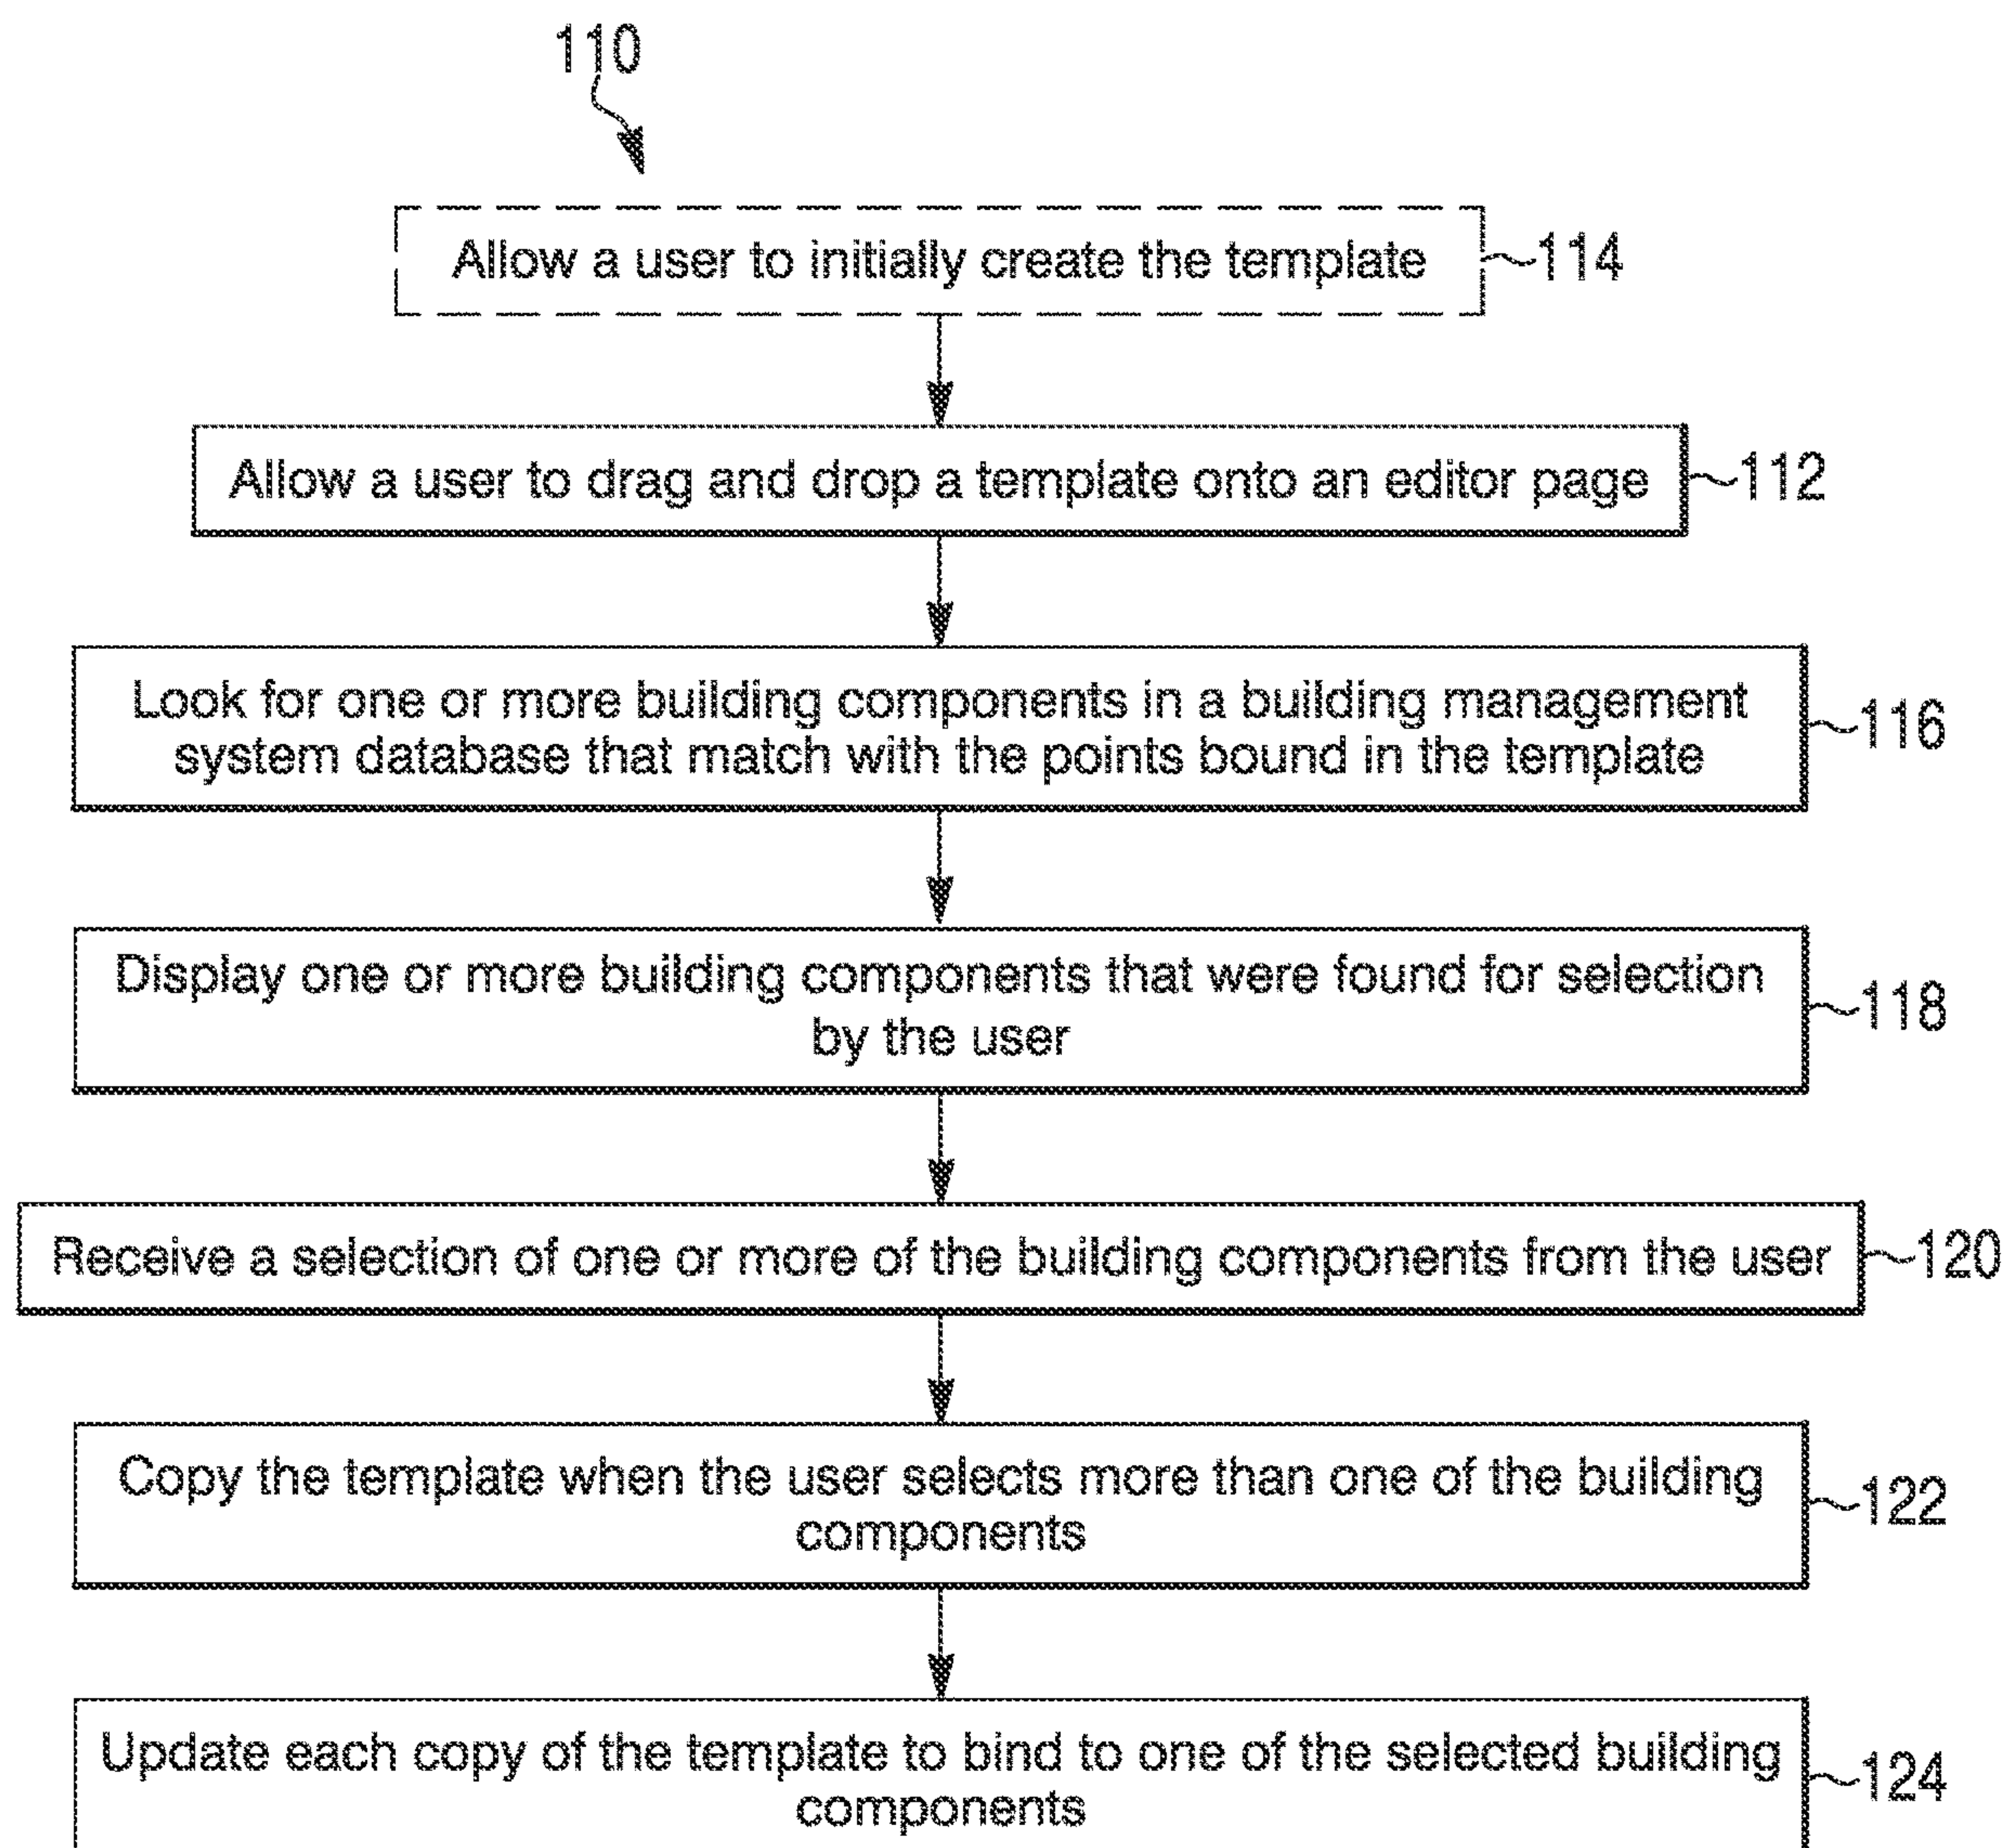 110
Allow a user to initially create the template
114
Allow a user to drag and drop a template onto an editor page
112
Look for one or more building components in a building management
system database that match with the points bound in the template
116
Display one or more building components that were found for selection
by the user
118
Receive a selection of one or more of the building components from the user
120
Copy the template when the user selects more than one of the building
components
122
Update each copy of the template to bind to one of the selected building
components
124